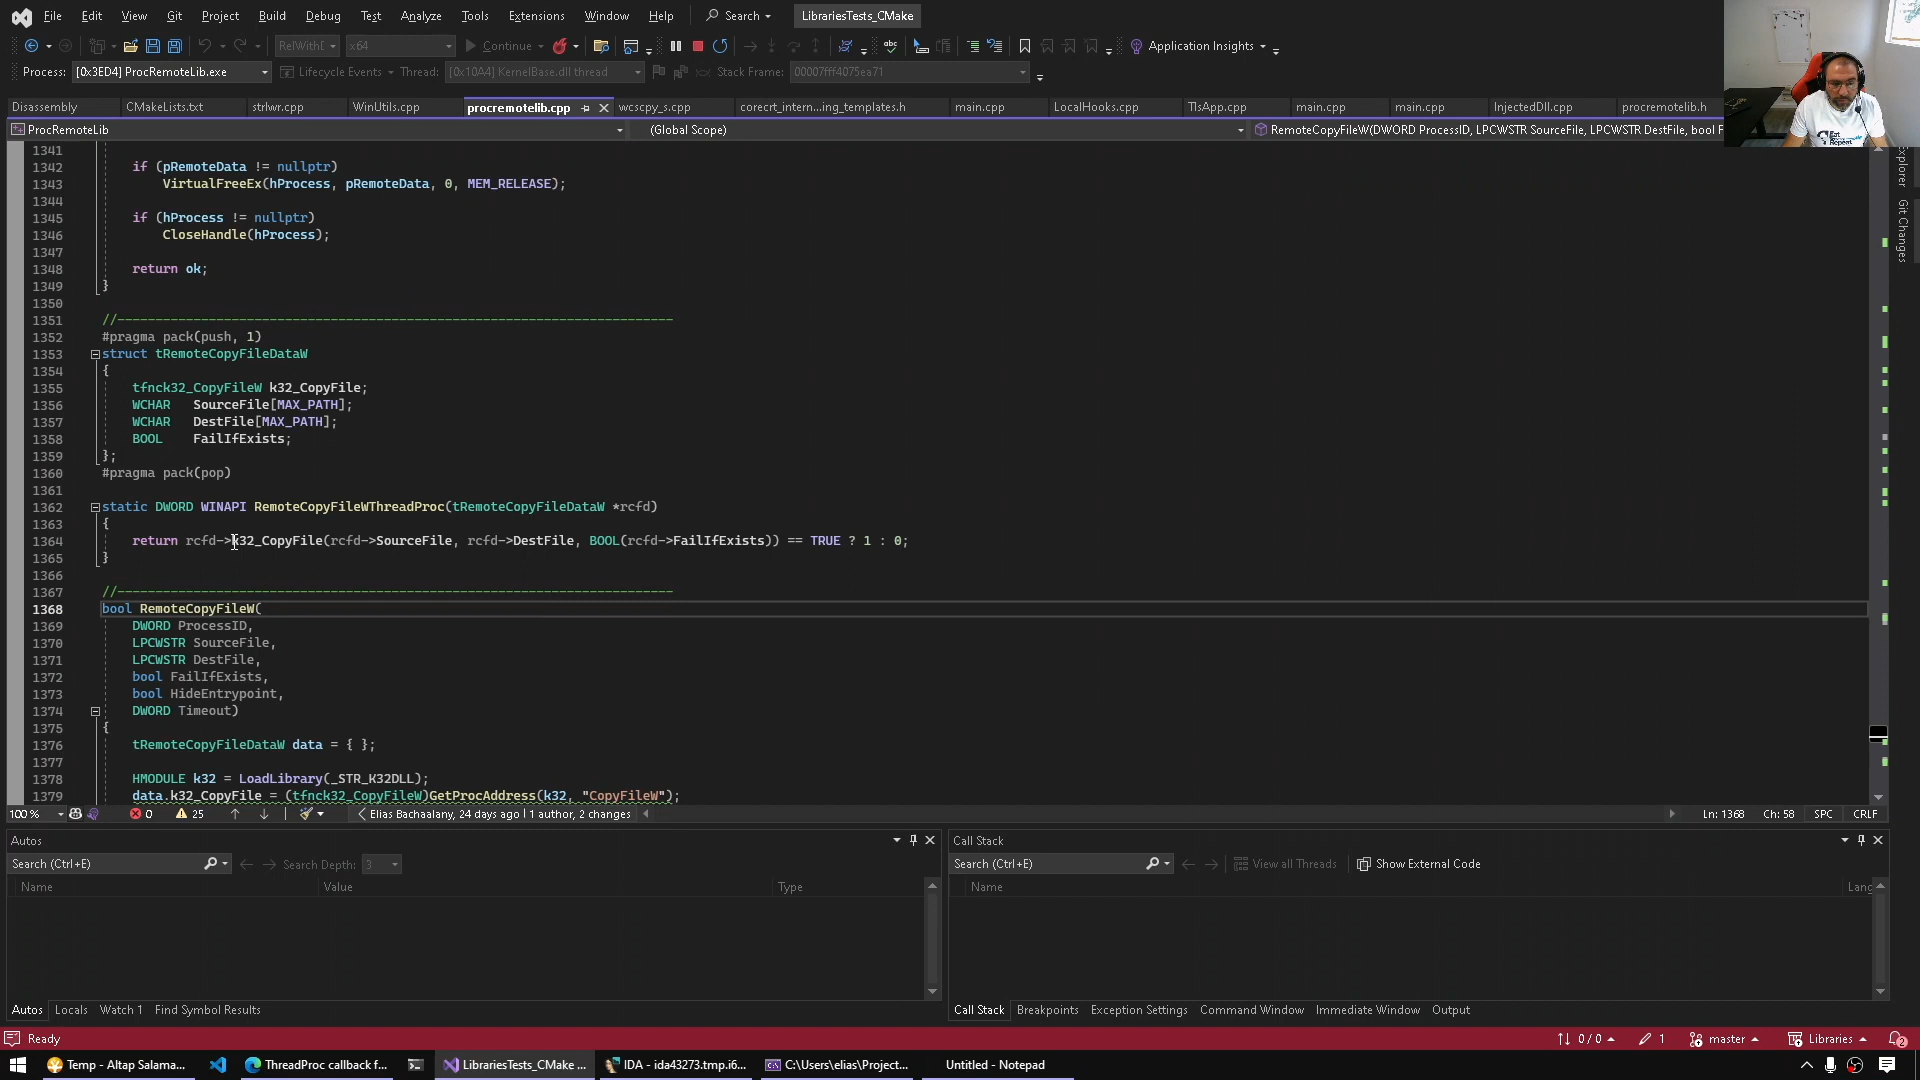 File Edit View Git Project Build Debug Test Analyze Tools Extensions Window Help Search LibrariesTests_CMake
RelWithD x64 Continue Application Insights
Process: [0x3ED4] ProcRemoteLib.exe Lifecycle Events Thread: [0x10A4] KernelBase.dll thread Stack Frame: 00007fff4075ea71
Disassembly CMakeLists.txt strlwr.cpp WinUtils.cpp procremotelib.cpp wcscpy_s.cpp corecrt_intern...ing_templates.h main.cpp LocalHooks.cpp TlsApp.cpp main.cpp main.cpp InjectedDll.cpp procremotelib.h
ProcRemoteLib (Global Scope) RemoteCopyFileW(DWORD ProcessID, LPCWSTR SourceFile, LPCWSTR DestFile, bool F
1341
1342 if (pRemoteData != nullptr)
1343 VirtualFreeEx(hProcess, pRemoteData, 0, MEM_RELEASE);
1344
1345 if (hProcess != nullptr)
1346 CloseHandle(hProcess);
1347
1348 return ok;
1349 }
1350
1351 //-------------------------------------------------------------------------
1352 #pragma pack(push, 1)
1353 struct tRemoteCopyFileDataW
1354 {
1355 tfnck32_CopyFileW k32_CopyFile;
1356 WCHAR SourceFile[MAX_PATH];
1357 WCHAR DestFile[MAX_PATH];
1358 BOOL FailIfExists;
1359 };
1360 #pragma pack(pop)
1361
1362 static DWORD WINAPI RemoteCopyFileWThreadProc(tRemoteCopyFileDataW *rcfd)
1363 {
1364 return rcfd->k32_CopyFile(rcfd->SourceFile, rcfd->DestFile, BOOL(rcfd->FailIfExists)) == TRUE ? 1 : 0;
1365 }
1366
1367 //-------------------------------------------------------------------------
1368 bool RemoteCopyFileW(
1369 DWORD ProcessID,
1370 LPCWSTR SourceFile,
1371 LPCWSTR DestFile,
1372 bool FailIfExists,
1373 bool HideEntrypoint,
1374 DWORD Timeout)
1375 {
1376 tRemoteCopyFileDataW data = { };
1377
1378 HMODULE k32 = LoadLibrary(_STR_K32DLL);
1379 data.k32_CopyFile = (tfnck32_CopyFileW)GetProcAddress(k32, "CopyFileW");
Explorer
Git Changes
100 % 0 25 Elias Bachaalany, 24 days ago | 1 author, 2 changes Ln: 1368 Ch: 58 SPC CRLF
Autos
Search (Ctrl+E) Search Depth: 3
Name Value Type
Autos Locals Watch 1 Find Symbol Results
Call Stack
Search (Ctrl+E) View all Threads Show External Code
Name Lang
Call Stack Breakpoints Exception Settings Command Window Immediate Window Output
Ready 0 / 0 1 master Libraries 2
Temp - Altap Salama... ThreadProc callback f... LibrariesTests_CMake ... IDA - ida43273.tmp.i6... C:\Users\elias\Project... Untitled - Notepad